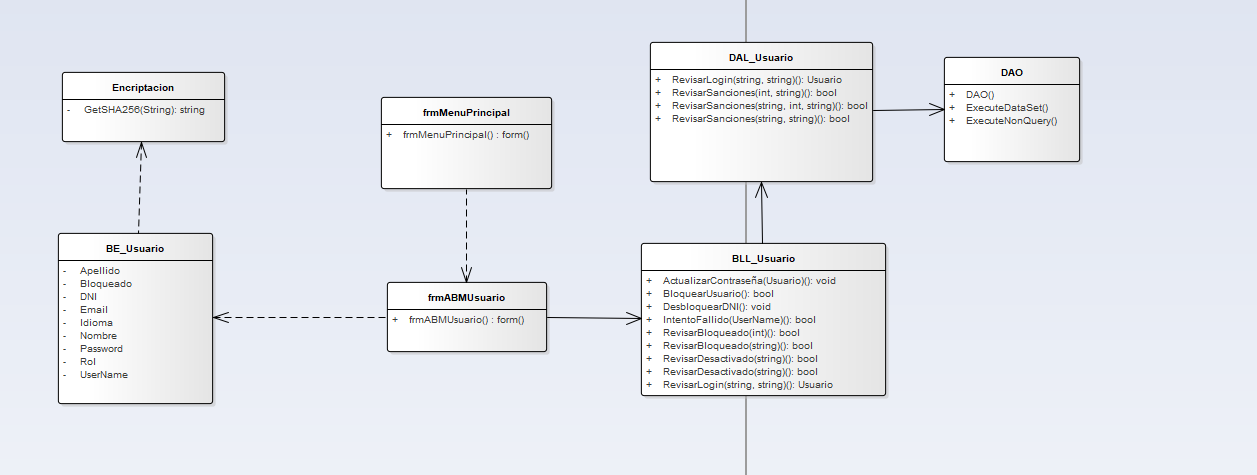 Encriptacion
- GetSHA256(String): string
frmMenuPrincipal
+ frmMenuPrincipal() : form()
DAL_Usuario
+ RevisarLogin(string, string)(): Usuario
+ RevisarSanciones(int, string)(): bool
+ RevisarSanciones(string, int, string)(): bool
+ RevisarSanciones(string, string)(): bool
DAO
+ DAO()
+ ExecuteDataSet()
+ ExecuteNonQuery()
BE_Usuario
- Apellido
- Bloqueado
- DNI
- Email
- Idioma
- Nombre
- Password
- Rol
- UserName
frmABMUsuario
+ frmABMUsuario() : form()
BLL_Usuario
+ ActualizarContraseña(Usuario)(): void
+ BloquearUsuario(): bool
+ DesbloquearDNI(): void
+ IntentoFallido(UserName)(): bool
+ RevisarBloqueado(int)(): bool
+ RevisarBloqueado(string)(): bool
+ RevisarDesactivado(string)(): bool
+ RevisarDesactivado(string)(): bool
+ RevisarLogin(string, string)(): Usuario